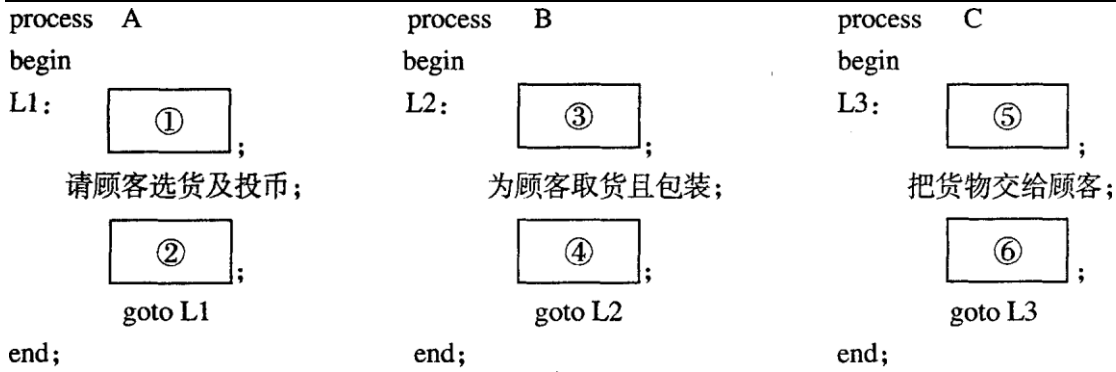 process A
begin
L1: ① ;
请顾客选货及投币;
② ;
goto L1
end;
process B
begin
L2: ③ ;
为顾客取货且包装;
④ ;
goto L2
end;
process C
begin
L3: ⑤ ;
把货物交给顾客;
⑥ ;
goto L3
end;